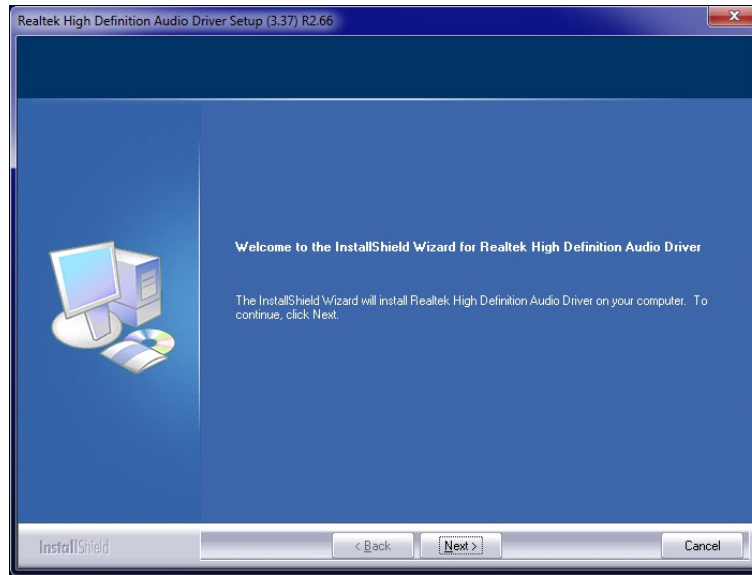 Realtek High Definition Audio Driver Setup (3.37) R2.66
x
Welcome to the InstallShield Wizard for Realtek High Definition Audio Driver
The InstallShield Wizard will install Realtek High Definition Audio Driver on your computer. To
continue, click Next.
InstallShield
< Back
Next >
Cancel